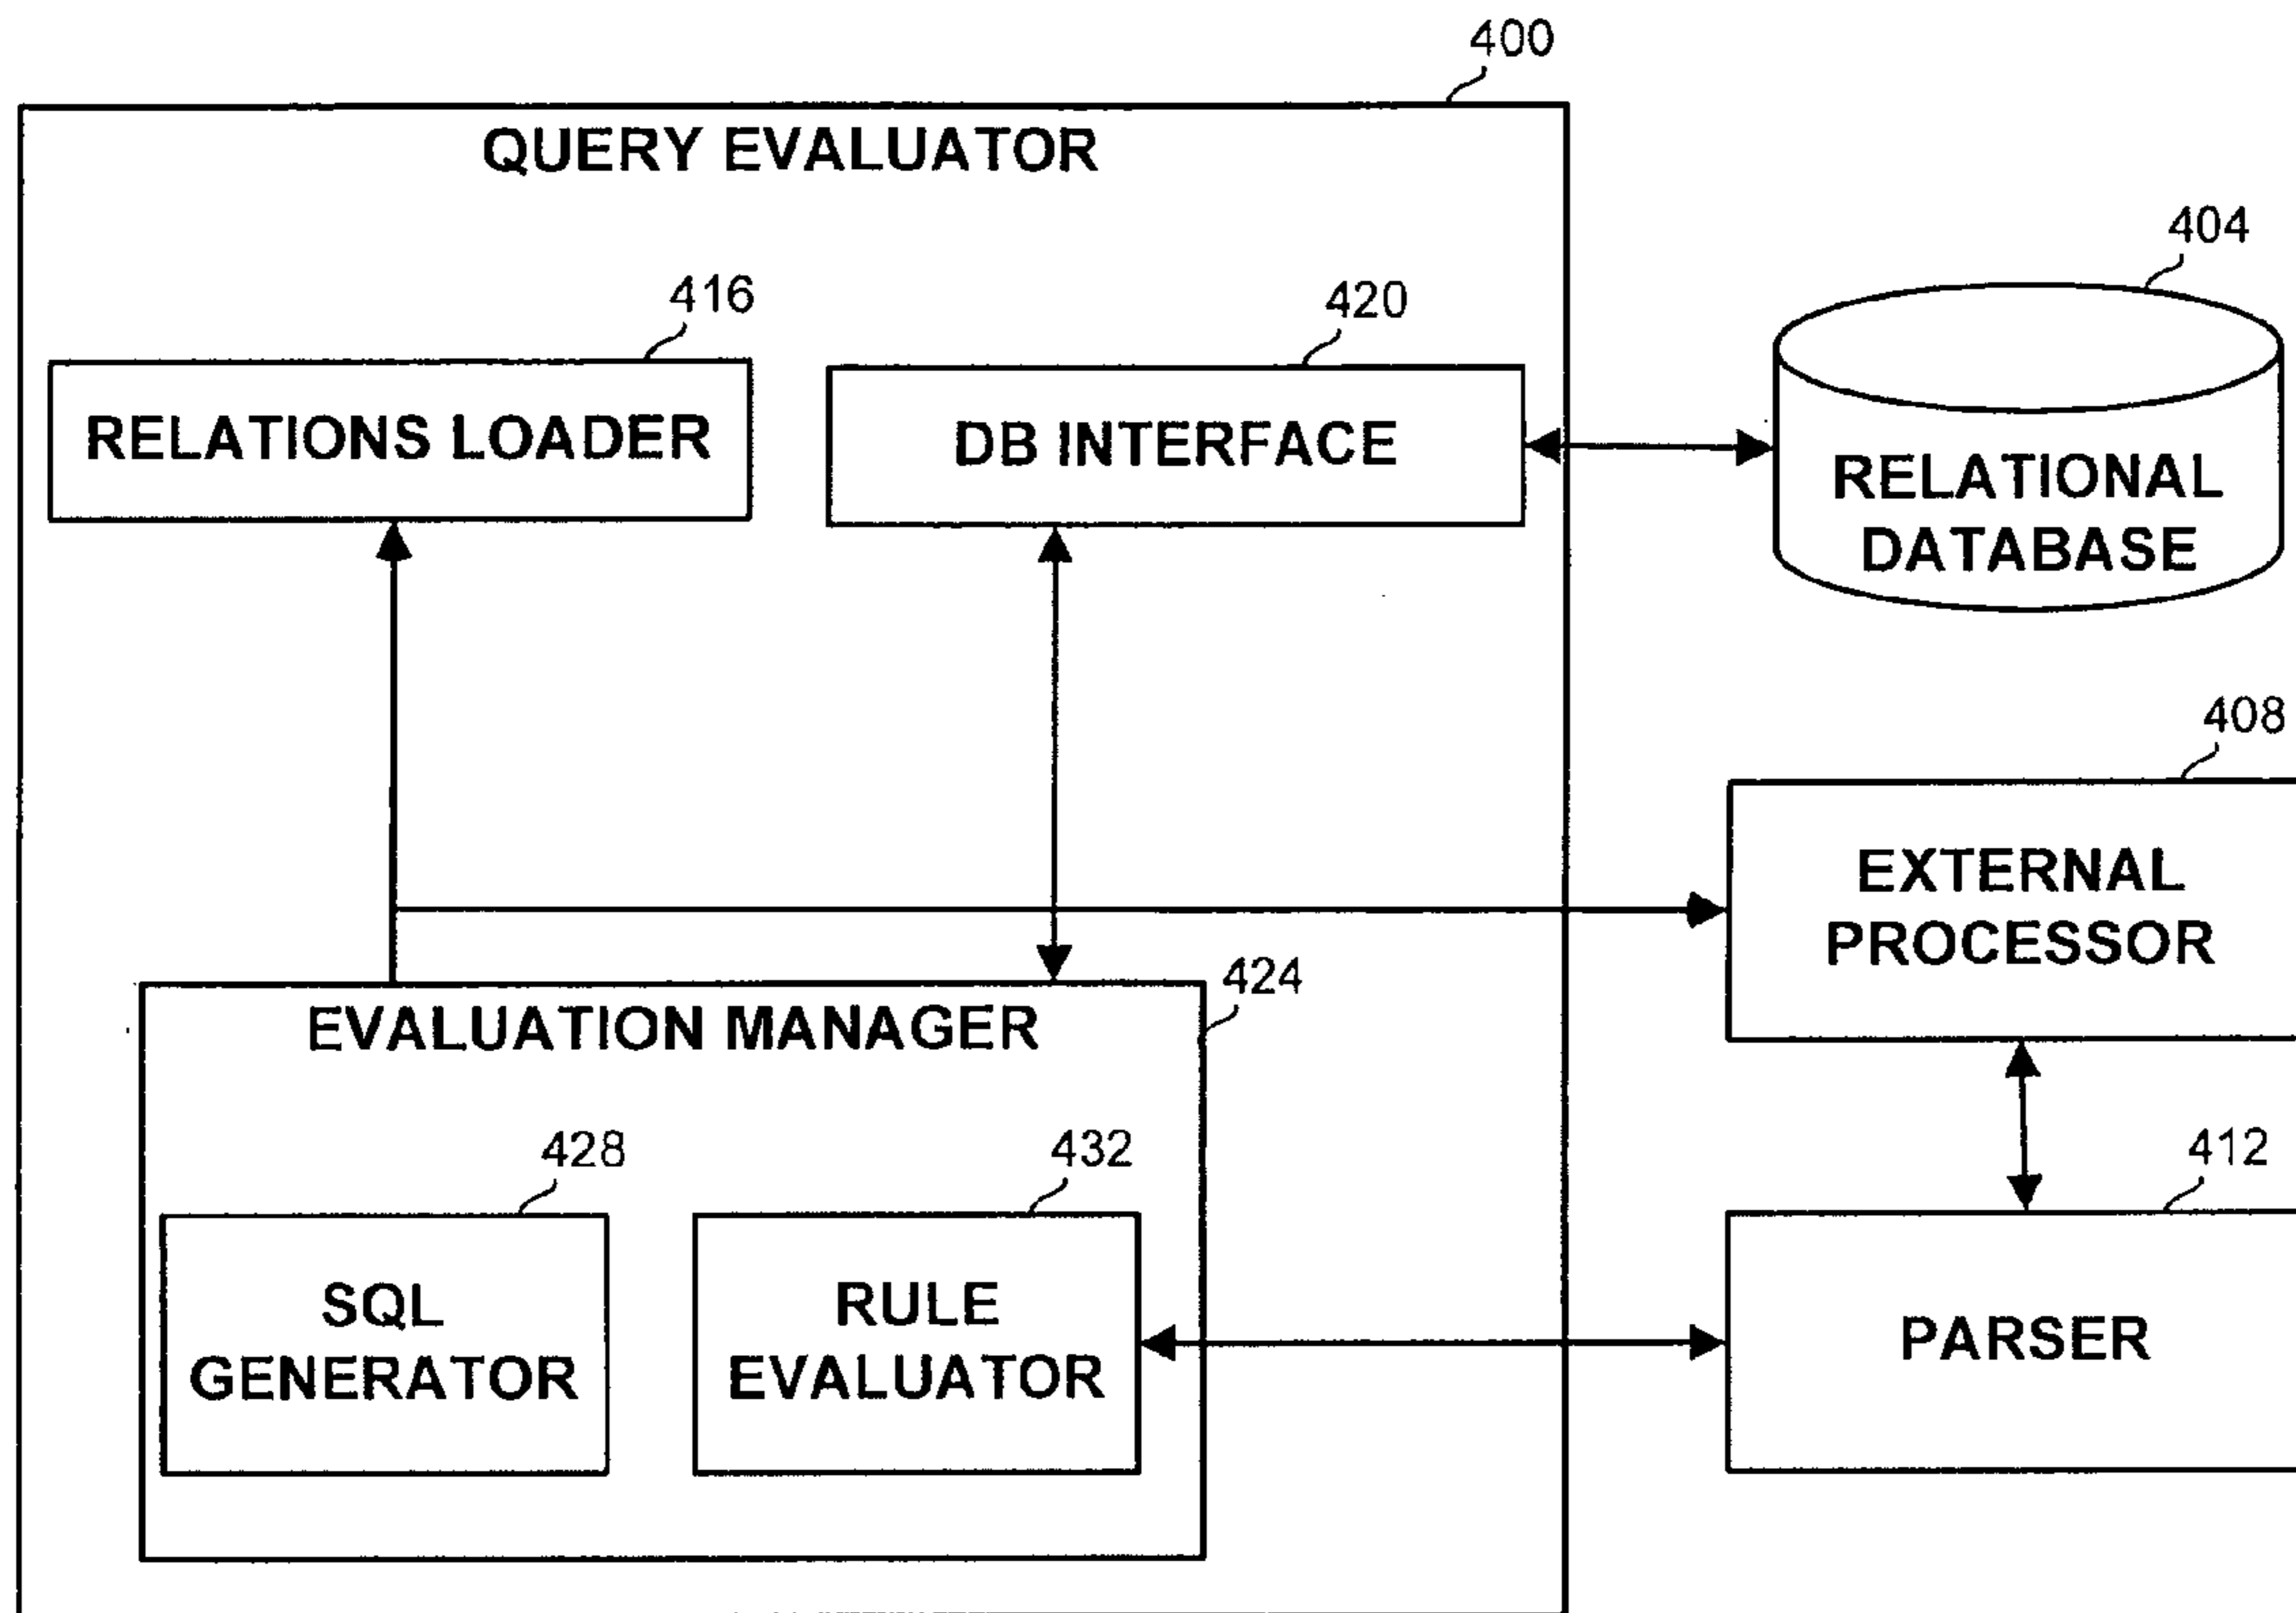 400
QUERY EVALUATOR
404
416
420
RELATIONS LOADER
DB INTERFACE
RELATIONAL
DATABASE
408
EXTERNAL
PROCESSOR
424
EVALUATION MANAGER
428
432
412
SQL
GENERATOR
RULE
EVALUATOR
PARSER